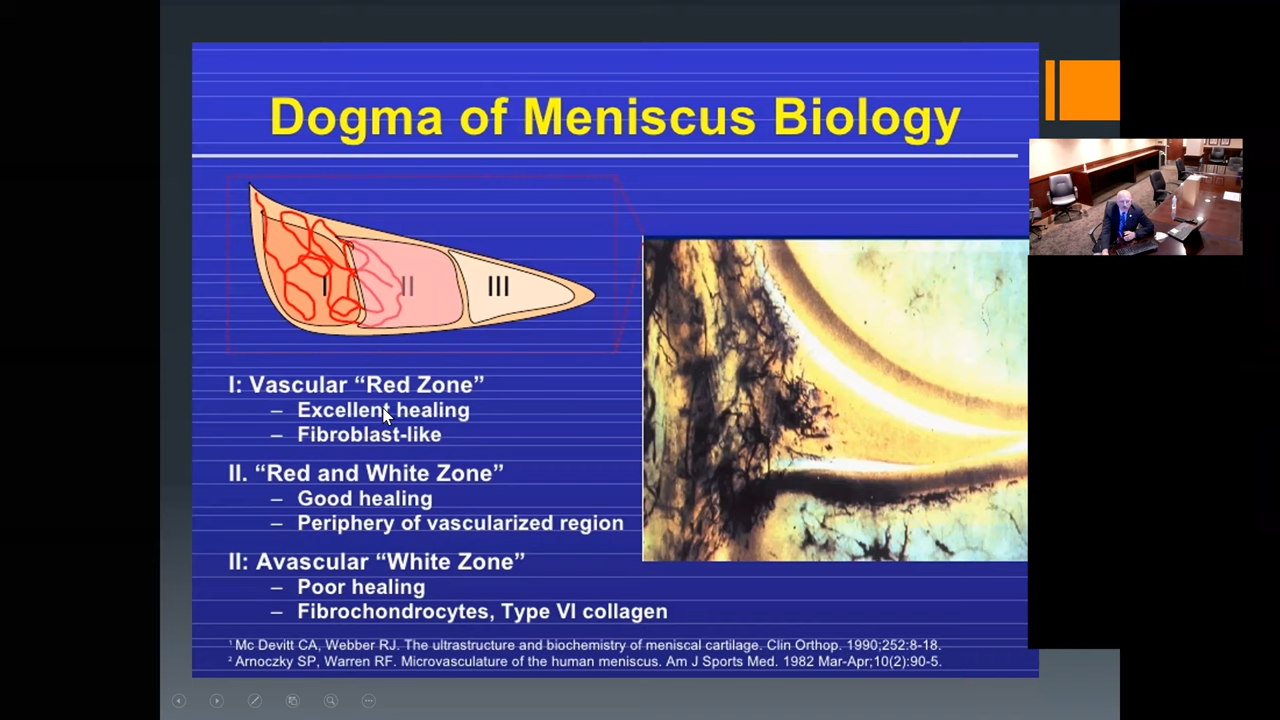 Dogma of Meniscus Biology
I
II
III
I: Vascular “Red Zone”
– Excellent healing
– Fibroblast-like
II. “Red and White Zone”
– Good healing
– Periphery of vascularized region
II: Avascular “White Zone”
– Poor healing
– Fibrochondrocytes, Type VI collagen
¹ Mc Devitt CA, Webber RJ. The ultrastructure and biochemistry of meniscal cartilage. Clin Orthop. 1990;252:8-18.
² Arnoczky SP, Warren RF. Microvasculature of the human meniscus. Am J Sports Med. 1982 Mar-Apr;10(2):90-5.